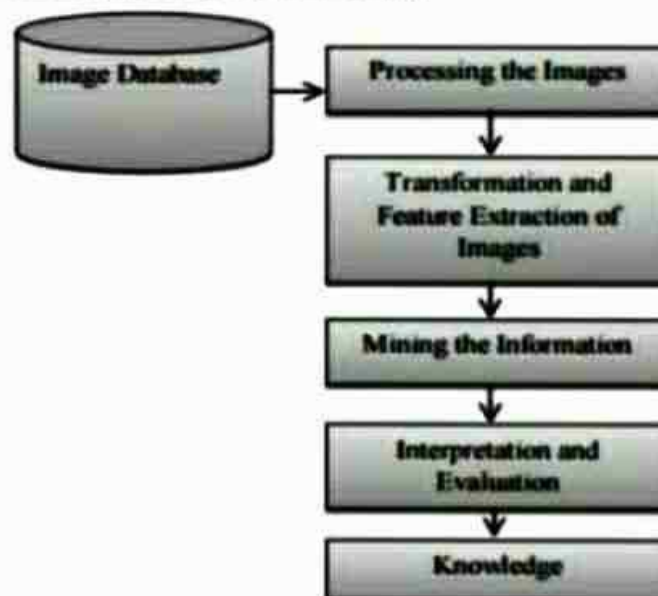 Image Database
Processing the Images
Transformation and
Feature Extraction of
Images
Mining the Information
Interpretation and
Evaluation
Knowledge